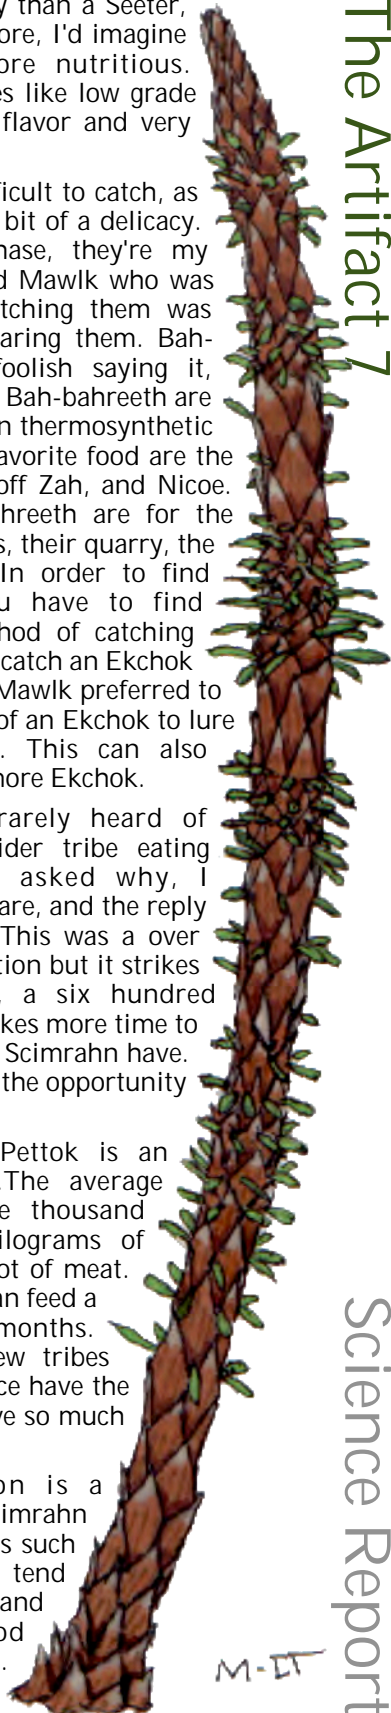 y than a Seeter,
ore, I'd imagine
ore nutritious.
es like low grade
flavor and very
ficult to catch, as
bit of a delicacy.
hase, they're my
d Mawlk who was
tching them was
aring them. Bah-
foolish saying it,
Bah-bahreeth are
n thermosynthetic
avorite food are the
off Zah, and Nicoe.
hreeth are for the
s, their quarry, the
In order to find
u have to find
hod of catching
catch an Ekchok
Mawlk preferred to
of an Ekchok to lure
. This can also
more Ekchok.
rarely heard of
ider tribe eating
asked why, I
are, and the reply
This was a over
tion but it strikes
, a six hundred
akes more time to
Scimrahn have.
the opportunity
Pettok is an
.The average
e thousand
ilograms of
ot of meat.
an feed a
months.
ew tribes
ce have the
ve so much
on is a
cimrahn
s such
tend
and
od
.
The Artifact 7
Science Report